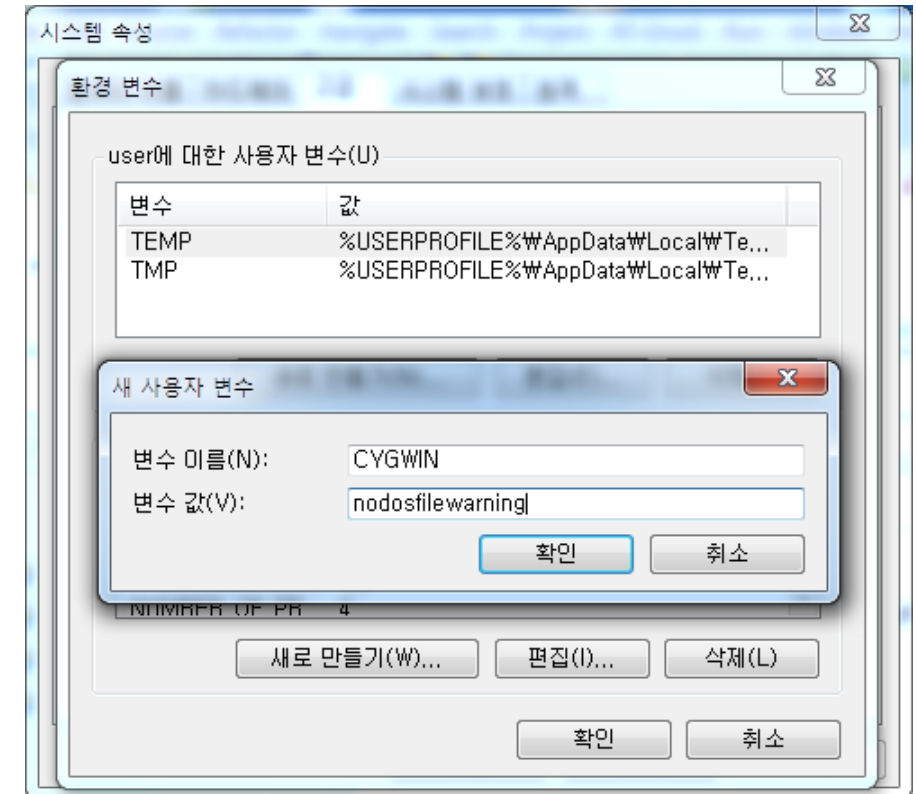 시스템 속성
환경 변수
user에 대한 사용자 변수(U)
변수 값
TEMP %USERPROFILE%₩AppData₩Local₩Te...
TMP %USERPROFILE%₩AppData₩Local₩Te...
새 사용자 변수
변수 이름(N): CYGWIN
변수 값(V): nodosfilewarning
확인 취소
NUMBER_OF_PR... 4
새로 만들기(W)... 편집(I)... 삭제(L)
확인 취소